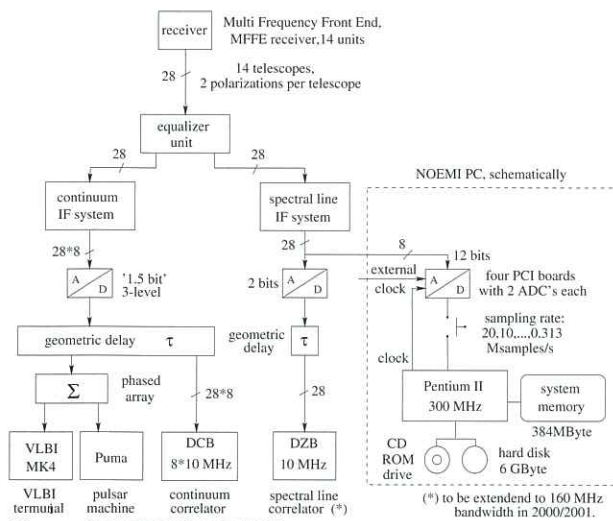 receiver
Multi Frequency Front End,
MFFE receiver,14 units
28
14 telescopes,
2 polarizations per telescope
equalizer
unit
28
28
continuum
IF system
spectral line
IF system
NOEMI PC, schematically
28*8
28
8
12 bits
A
D
'1.5 bit'
3-level
2 bits
A
D
external
clock
A
D
four PCI boards
with 2 ADC's each
geometric delay τ
geometric
delay
τ
sampling rate:
20,10,...,0.313
Msamples/s
clock
Σ
phased
array
28*8
28
Pentium II
300 MHz
system
memory
384MByte
VLBI
MK4
Puma
DCB
8*10 MHz
DZB
10 MHz
CD
ROM
drive
hard disk
6 GByte
VLBI
terminal
pulsar
machine
continuum
correlator
spectral line
correlator (*)
(*) to be extendend to 160 MHz
bandwidth in 2000/2001.